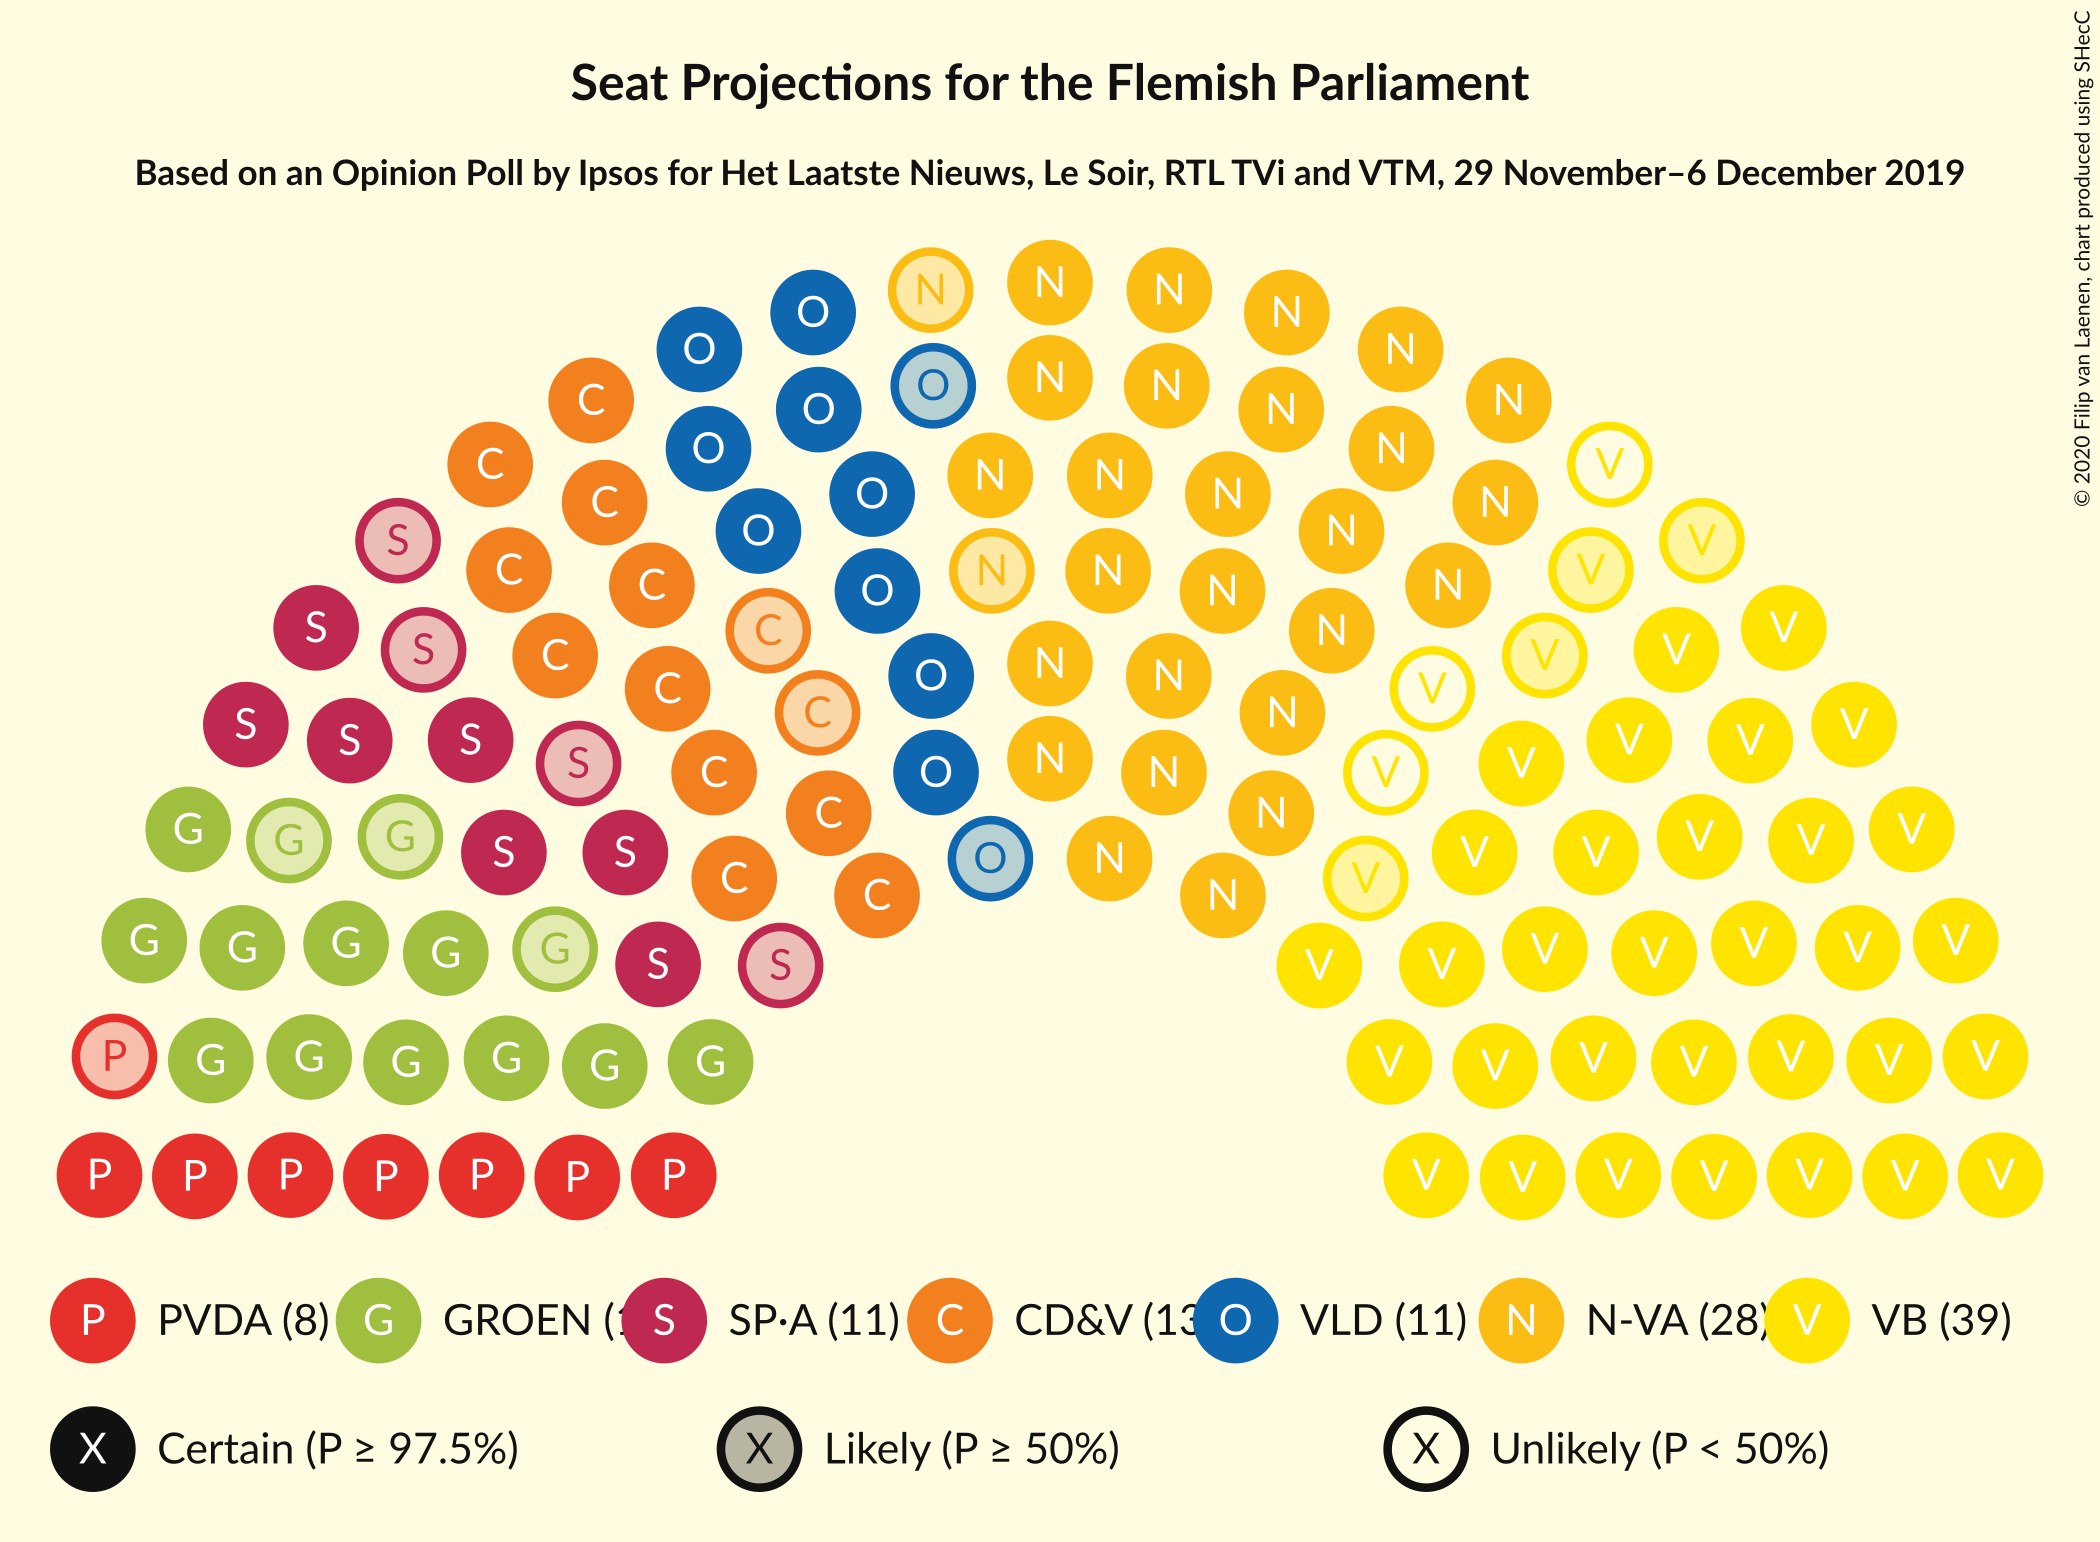 Seat Projections for the Flemish Parliament
Based on an Opinion Poll by Ipsos for Het Laatste Nieuws, Le Soir, RTL TVi and VTM, 29 November–6 December 2019
© 2020 Filip van Laenen, chart produced using SHecC
N N N N N N
O O O N N N N N
C C O O N N N N N
S C C O O N N N N V
S S C C C O N N N N V V
S S S S C C C O N N N V V V V
G G G S S C C O N N N V V V V V
G G G G G S S C C O N N V V V V V V V
P G G G G G G V V V V V V V
P P P P P P P V V V V V V V
P PVDA (8) G GROEN (1 S SP·A (11) C CD&V (13 O VLD (11) N N-VA (28) V VB (39)
X Certain (P ≥ 97.5%) X Likely (P ≥ 50%) X Unlikely (P < 50%)